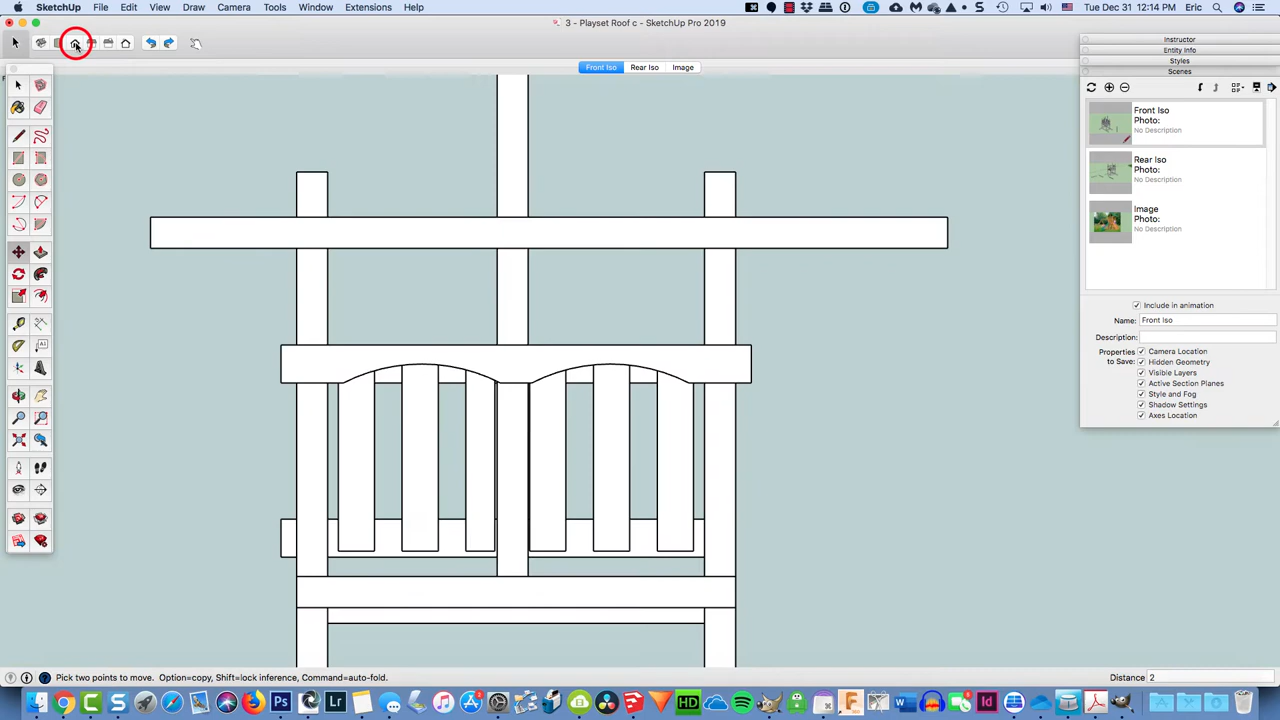 SketchUp File Edit View Draw Camera Tools Window Extensions Help
Tue Dec 31 12:14 PM Eric
3 - Playset Roof c - SketchUp Pro 2019
Front Iso Rear Iso Image
Instructor
Entity Info
Styles
Scenes
Front Iso
Photo:
No Description
Rear Iso
Photo:
No Description
Image
Photo:
No Description
Include in animation
Name: Front Iso
Description:
Properties to Save:
Camera Location
Hidden Geometry
Visible Layers
Active Section Planes
Style and Fog
Shadow Settings
Axes Location
Pick two points to move. Option=copy, Shift=lock inference, Command=auto-fold.
Distance 2